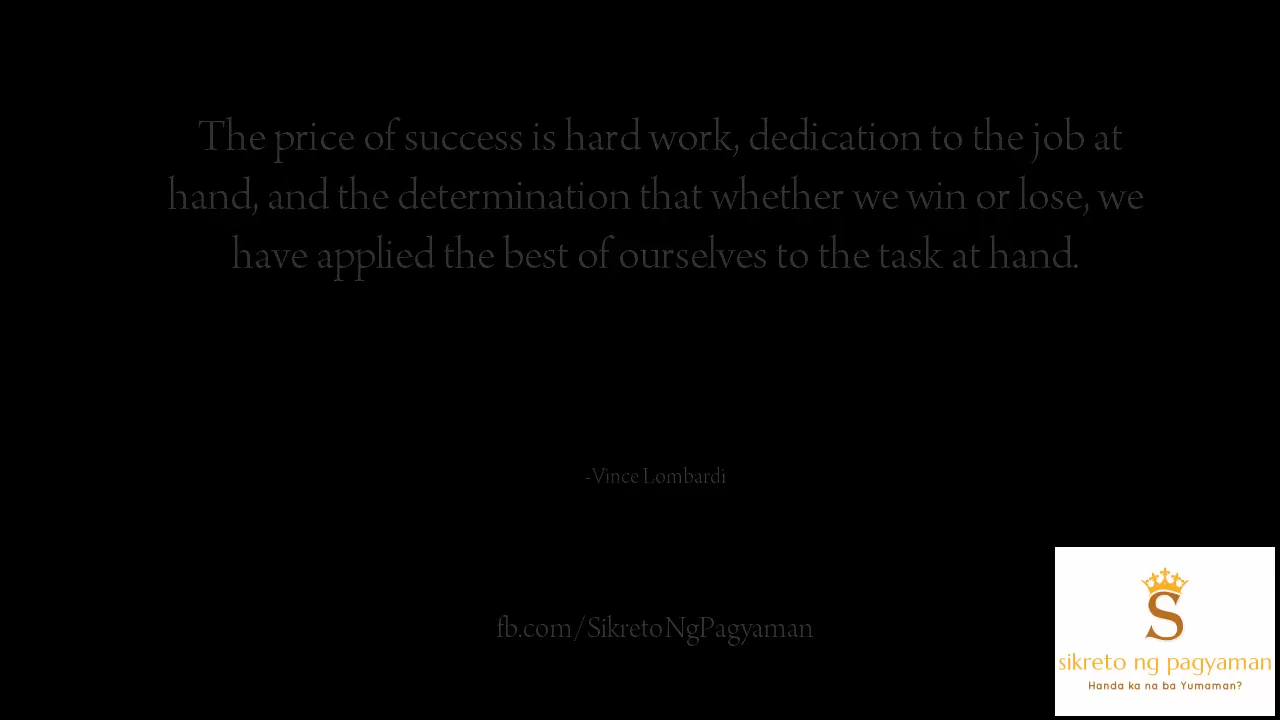 The price of success is hard work, dedication to the job at
hand, and the determination that whether we win or lose, we
have applied the best of ourselves to the task at hand.
-Vince Lombardi
fb.com/SikretoNgPagyaman
S
sikreto ng pagyaman
Handa ka na ba Yumaman?